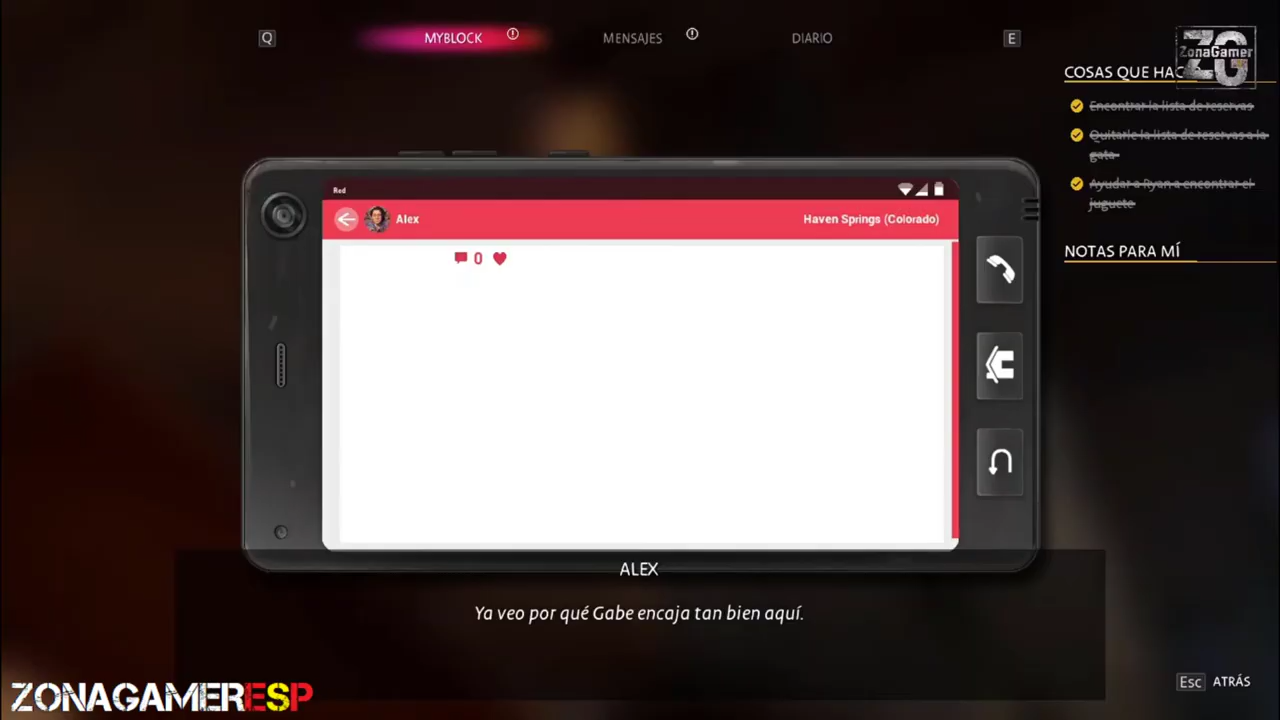 Q
MYBLOCK
MENSAJES
DIARIO
E
ZG
ZonaGamer
COSAS QUE HAC
Encontrar la lista de reservas
Quitarle la lista de reservas a la
gata
Ayudar a Ryan a encontrar el
juguete
NOTAS PARA MÍ
Red
Alex
Haven Springs (Colorado)
0
ALEX
Ya veo por qué Gabe encaja tan bien aquí.
ZONAGAMERESP
Esc ATRÁS